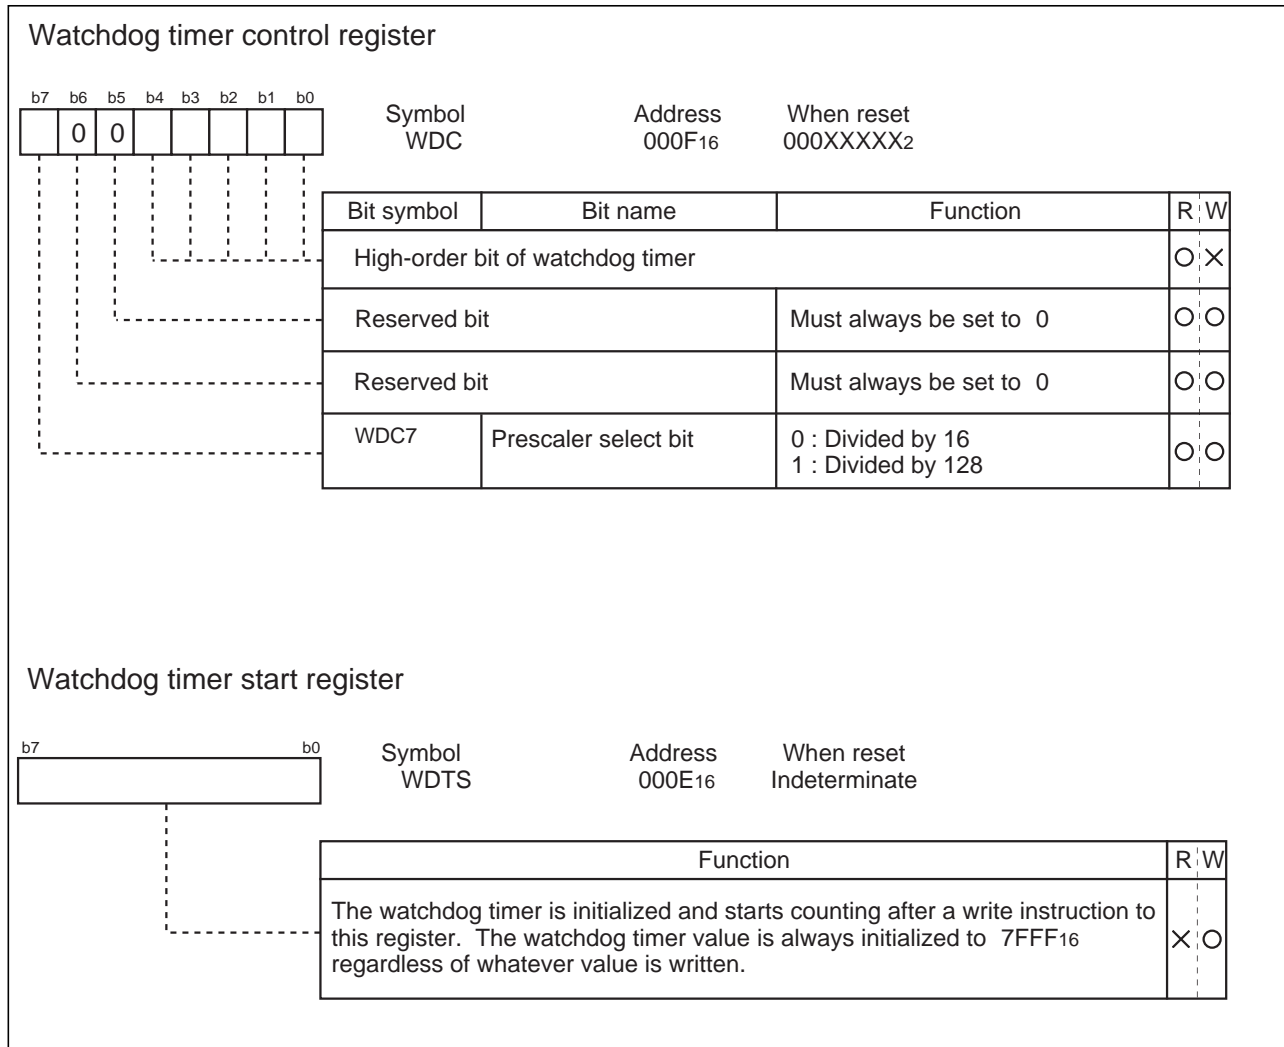 Watchdog timer control register
b7 b6 b5 b4 b3 b2 b1 b0
0 0
Symbol Address When reset
WDC 000F16 000XXXXX2
Bit symbol Bit name Function R W
High-order bit of watchdog timer O X
Reserved bit Must always be set to 0 O O
Reserved bit Must always be set to 0 O O
WDC7 Prescaler select bit 0 : Divided by 16
1 : Divided by 128 O O
Watchdog timer start register
b7 b0
Symbol Address When reset
WDTS 000E16 Indeterminate
Function R W
The watchdog timer is initialized and starts counting after a write instruction to
this register. The watchdog timer value is always initialized to 7FFF16
regardless of whatever value is written. X O